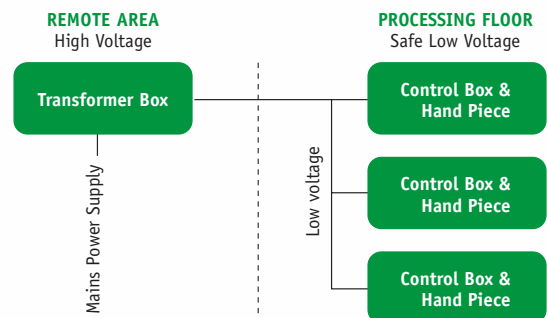 REMOTE AREA
High Voltage
Transformer Box
Mains Power Supply
PROCESSING FLOOR
Safe Low Voltage
Low voltage
Control Box &
Hand Piece
Control Box &
Hand Piece
Control Box &
Hand Piece